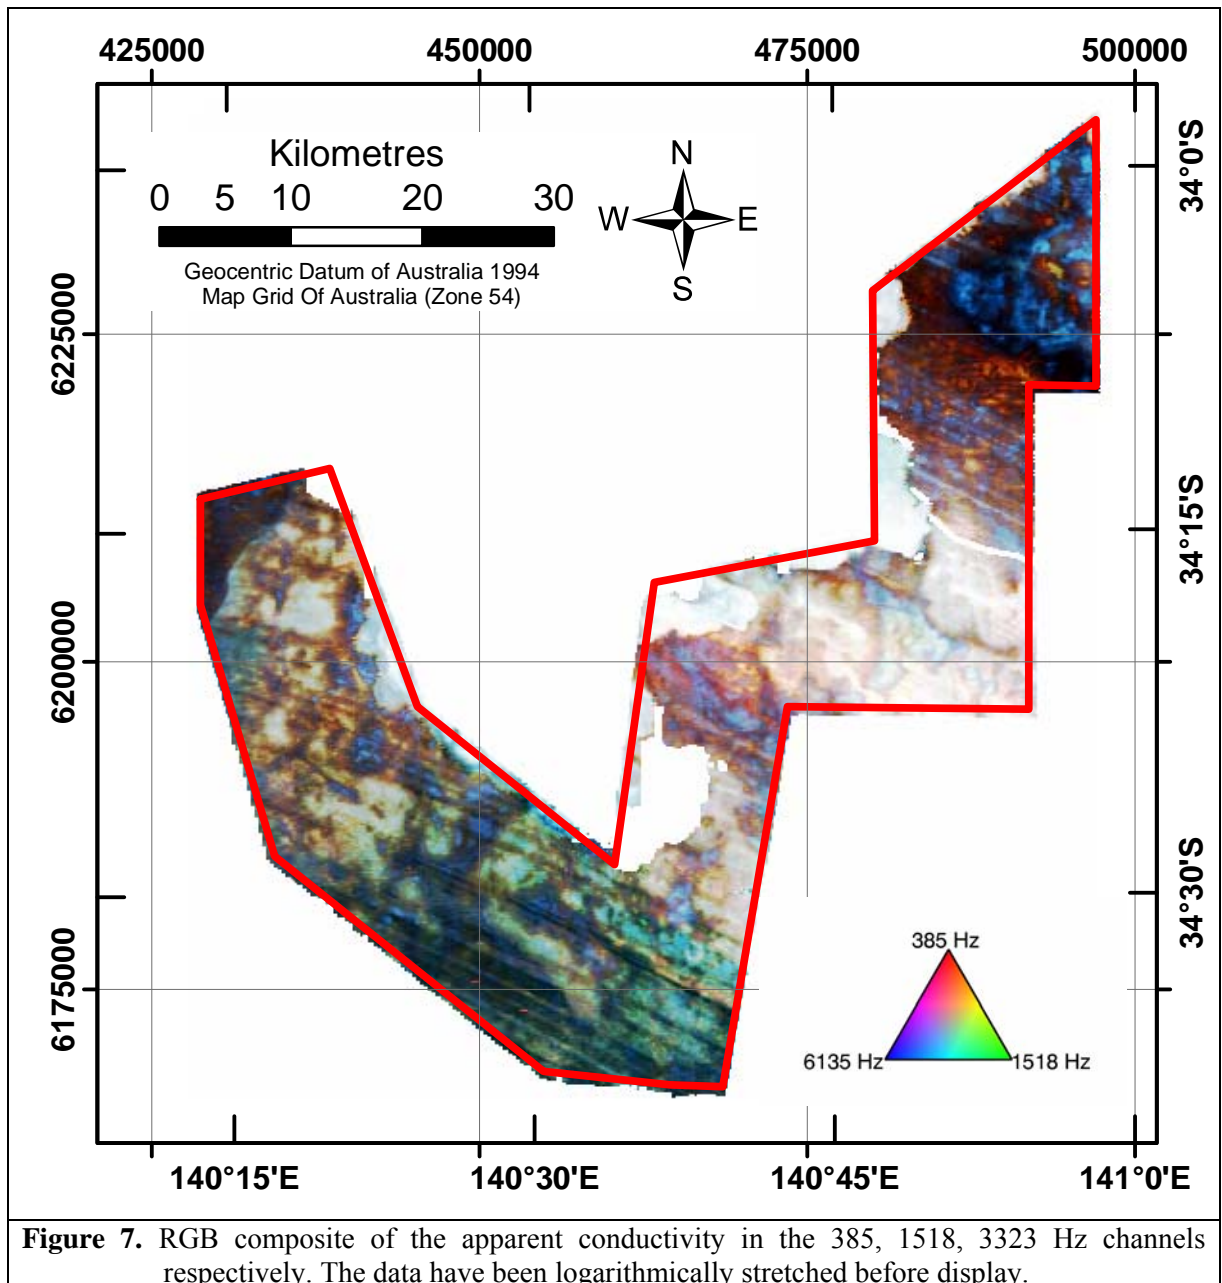 425000 450000 475000 500000
Kilometres
0 5 10 20 30
Geocentric Datum of Australia 1994
Map Grid Of Australia (Zone 54)
N
W E
S
34°0'S
6225000
34°15'S
6200000
34°30'S
6175000
385 Hz
6135 Hz 1518 Hz
140°15'E 140°30'E 140°45'E 141°0'E
Figure 7. RGB composite of the apparent conductivity in the 385, 1518, 3323 Hz channels
respectively. The data have been logarithmically stretched before display.